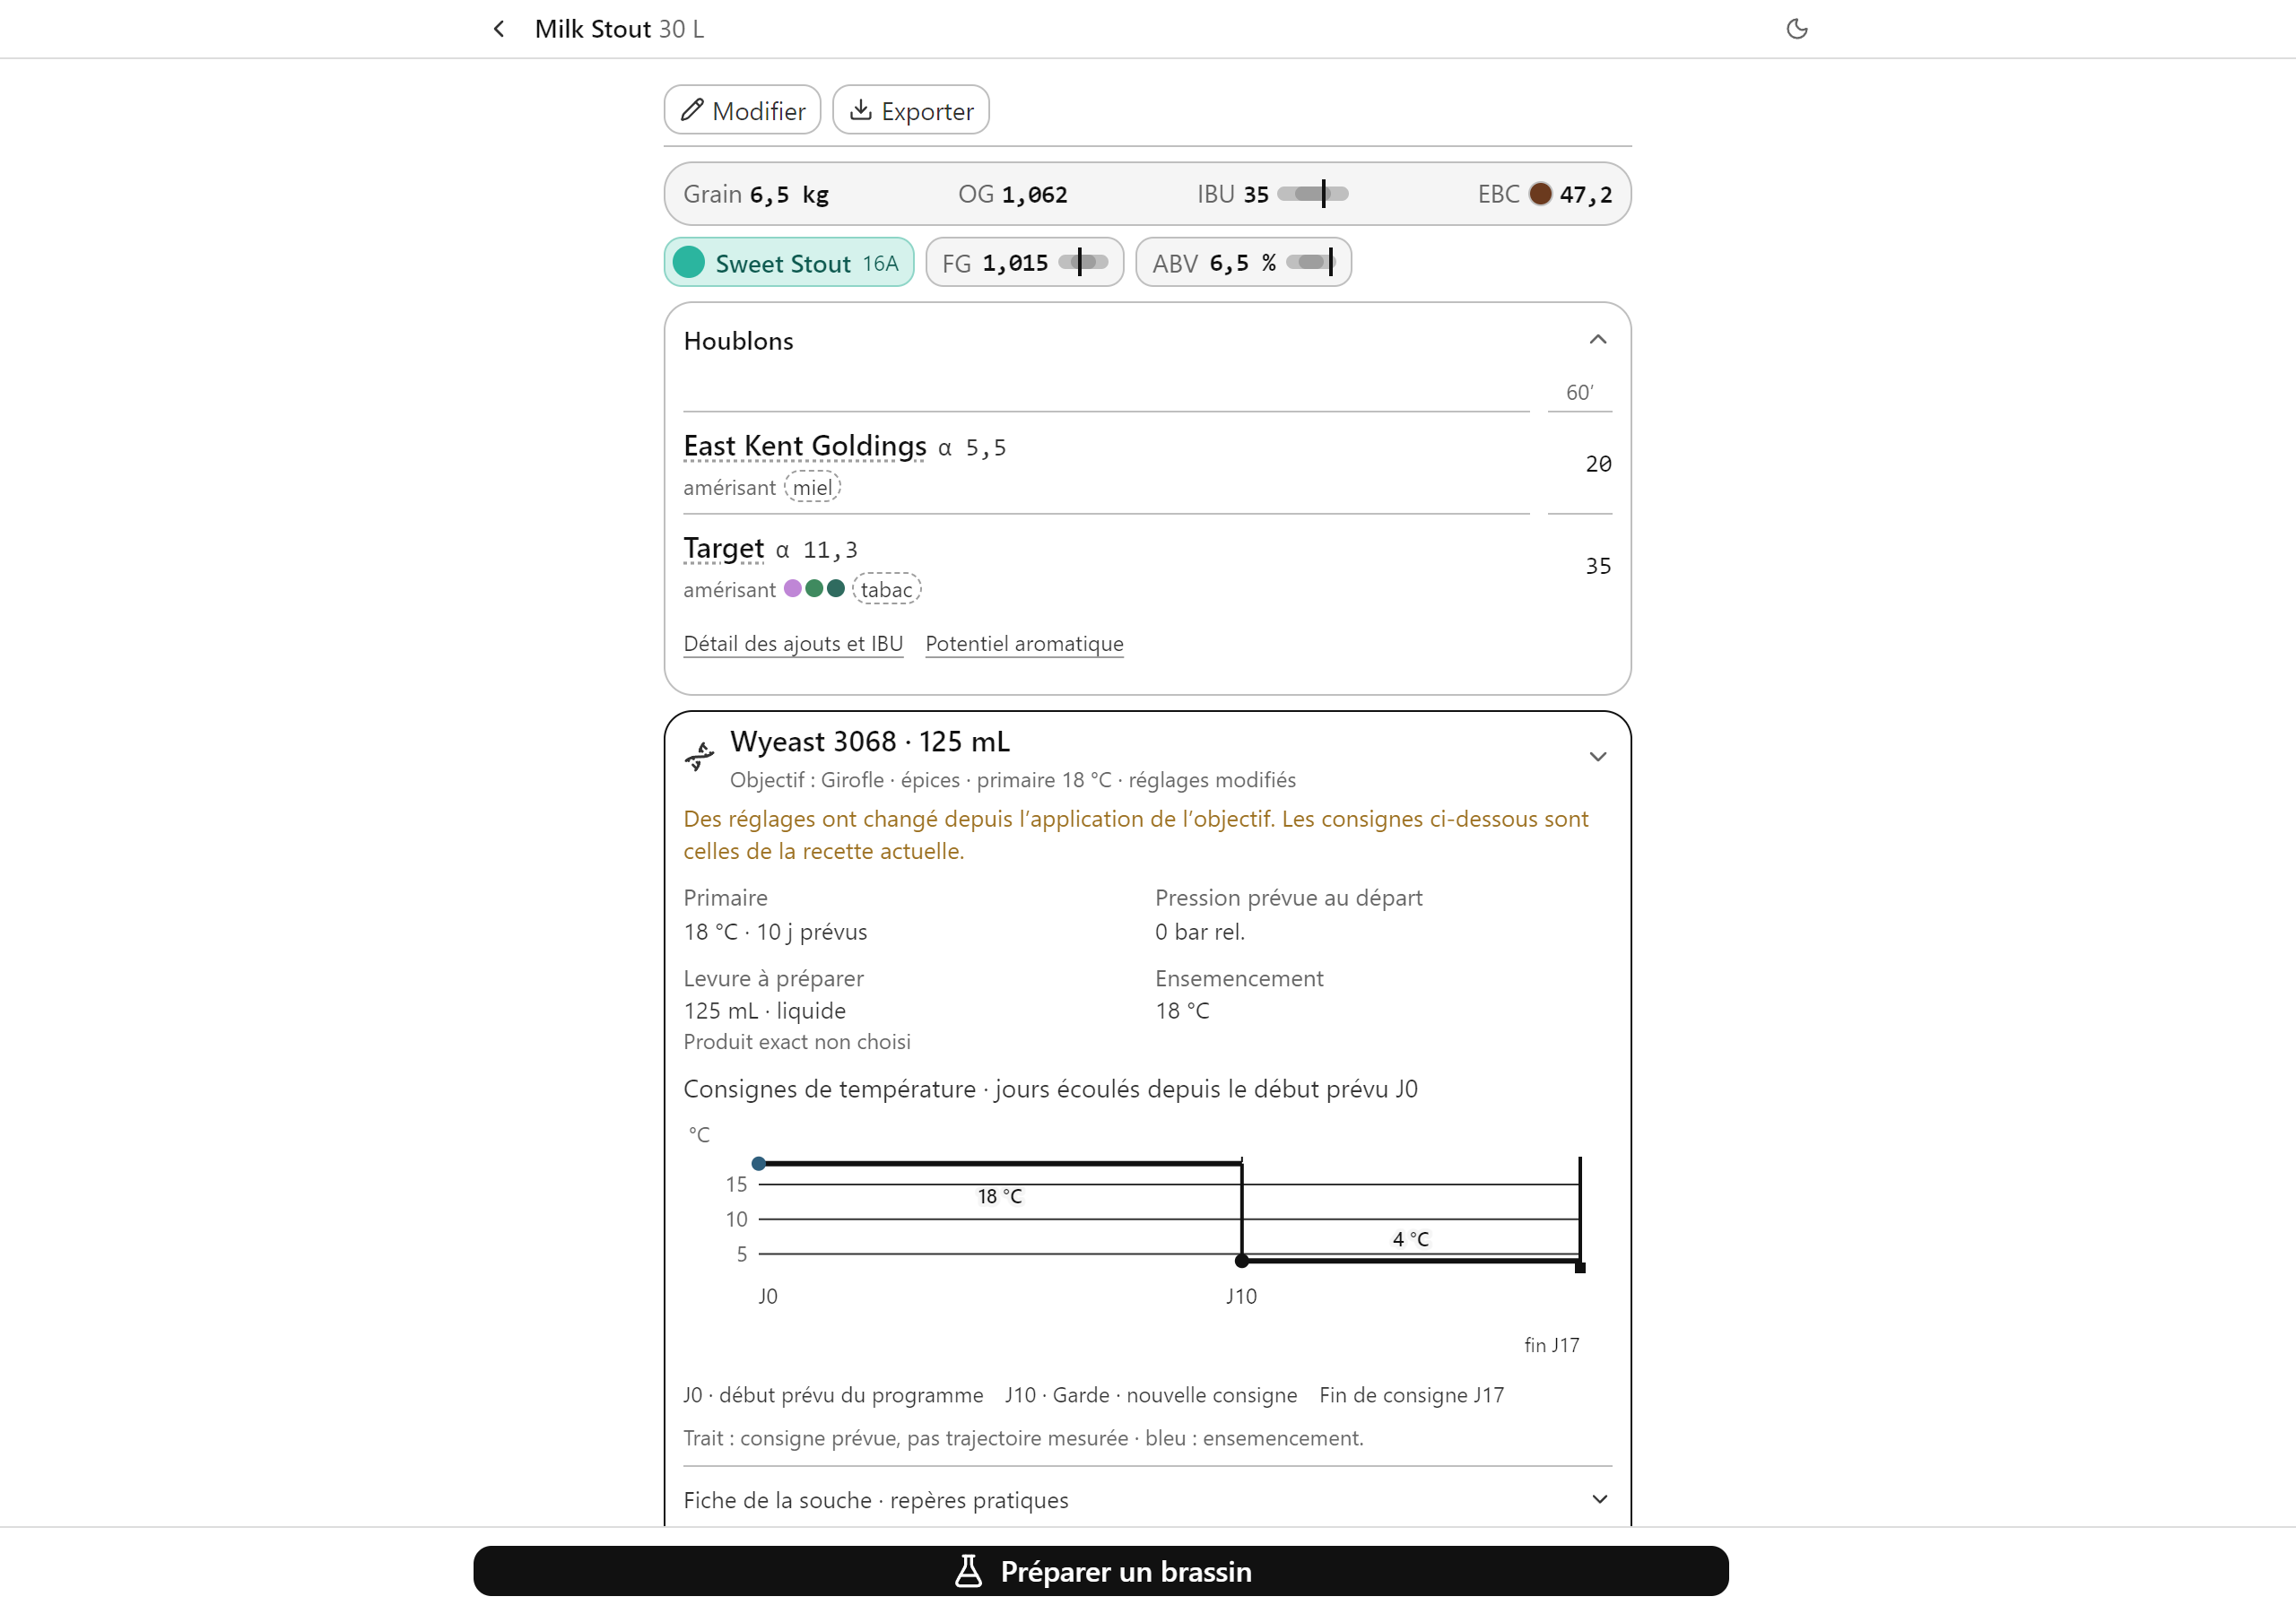 Milk Stout 30 L
Modifier
Exporter
Grain 6,5 kg OG 1,062 IBU 35 EBC 47,2
Sweet Stout 16A FG 1,015 ABV 6,5 %
Houblons
60′
East Kent Goldings α 5,5
20
amérisant miel
Target α 11,3
35
amérisant tabac
Détail des ajouts et IBU Potentiel aromatique
Wyeast 3068 · 125 mL
Objectif : Girofle · épices · primaire 18 °C · réglages modifiés
Des réglages ont changé depuis l’application de l’objectif. Les consignes ci-dessous sont
celles de la recette actuelle.
Primaire
18 °C · 10 j prévus
Pression prévue au départ
0 bar rel.
Levure à préparer
125 mL · liquide
Produit exact non choisi
Ensemencement
18 °C
Consignes de température · jours écoulés depuis le début prévu J0
°C
15
18 °C
10
4 °C
5
J0 J10
fin J17
J0 · début prévu du programme J10 · Garde · nouvelle consigne Fin de consigne J17
Trait : consigne prévue, pas trajectoire mesurée · bleu : ensemencement.
Fiche de la souche · repères pratiques
Préparer un brassin